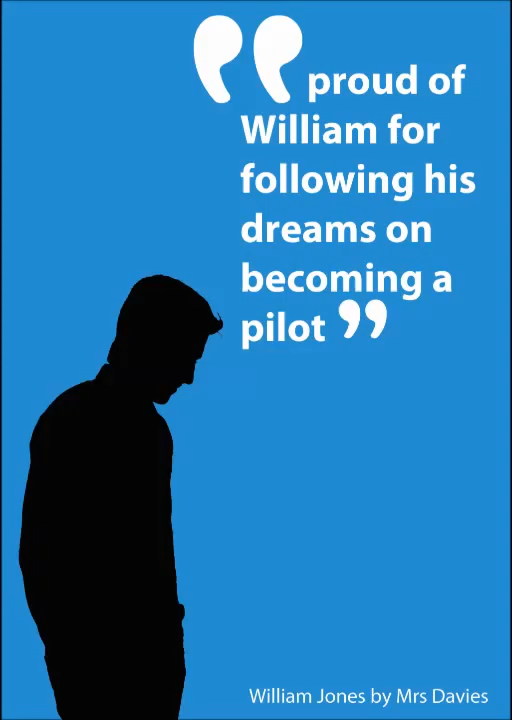 “ proud of
William for
following his
dreams on
becoming a
pilot ”
William Jones by Mrs Davies